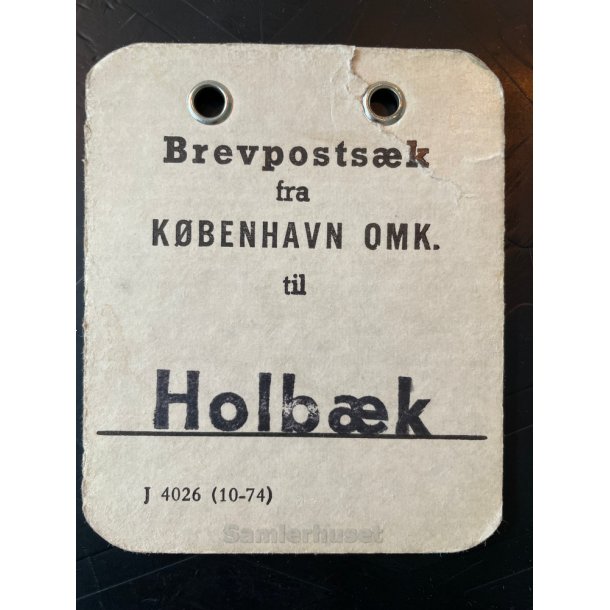 Brevpostsæk
fra
KØBENHAVN OMK.
til
Holbæk
J 4026 (10-74)
Samlerhuset